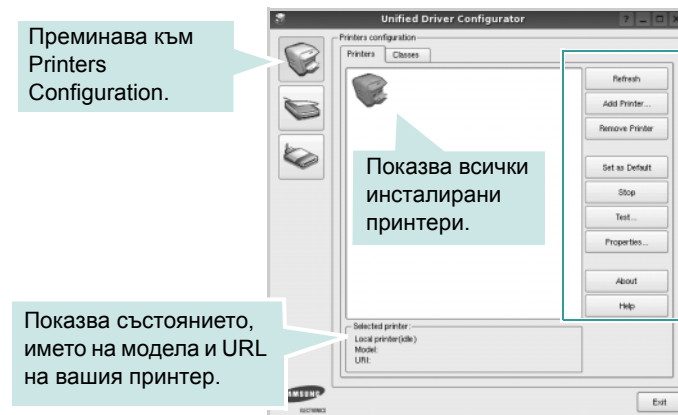 Unified Driver Configurator
Преминава към
Printers
Configuration.
Printers configuration
Printers
Classes
Refresh
Add Printer...
Remove Printer
Set as Default
Stop
Test...
Properties...
About
Help
Показва всички
инсталирани
принтери.
Показва състоянието,
името на модела и URL
на вашия принтер.
Selected printer:
Local printer(idle)
Model:
URI:
ELECTRONICS
Exit